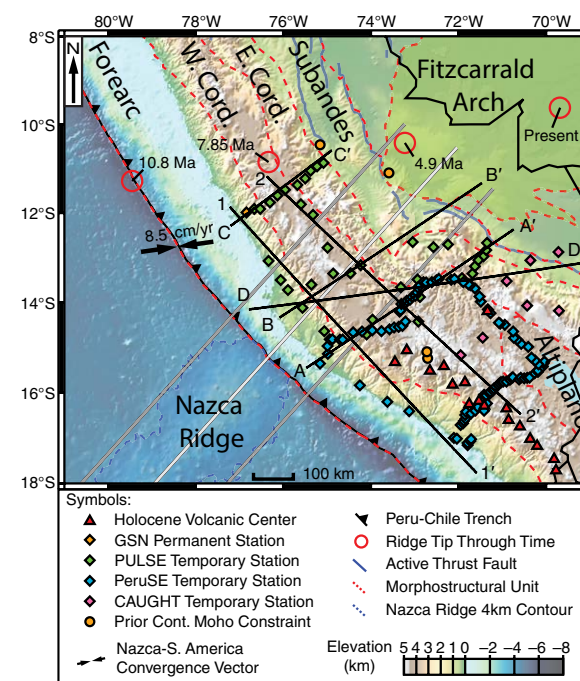 80°W 78° 76° 74° 72° 70°W
8°S
10°S
12°S
14°S
16°S
18°S
N
Forearc
W. Cord.
E. Cord.
Subandes
Fitzcarrald
Arch
Present
10.8 Ma
7.85 Ma
4.9 Ma
8.5 cm/yr
1
2
C
C'
B'
A'
D
D
B
A
Altiplano
Nazca
Ridge
2'
1'
100 km
Symbols:
Holocene Volcanic Center
GSN Permanent Station
PULSE Temporary Station
PeruSE Temporary Station
CAUGHT Temporary Station
Prior Cont. Moho Constraint
Nazca-S. America
Convergence Vector
Peru-Chile Trench
Ridge Tip Through Time
Active Thrust Fault
Morphostructural Unit
Nazca Ridge 4km Contour
Elevation
(km)
5 4 3 2 1 0 −2 −4 −6 −8